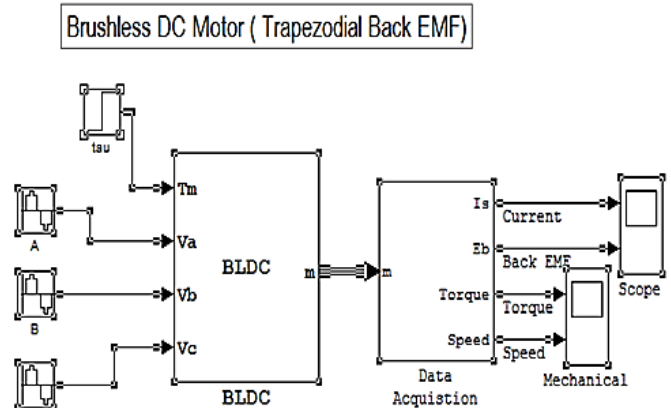 Brushless DC Motor ( Trapezodial Back EMF)
tsu
Tm
A
Va
BLDC
m
B
Vb
Vc
BLDC
m
Is
Current
Eb
Back EMF
Torque
Torque
Speed
Speed
Data
Acquistion
Scope
Mechanical